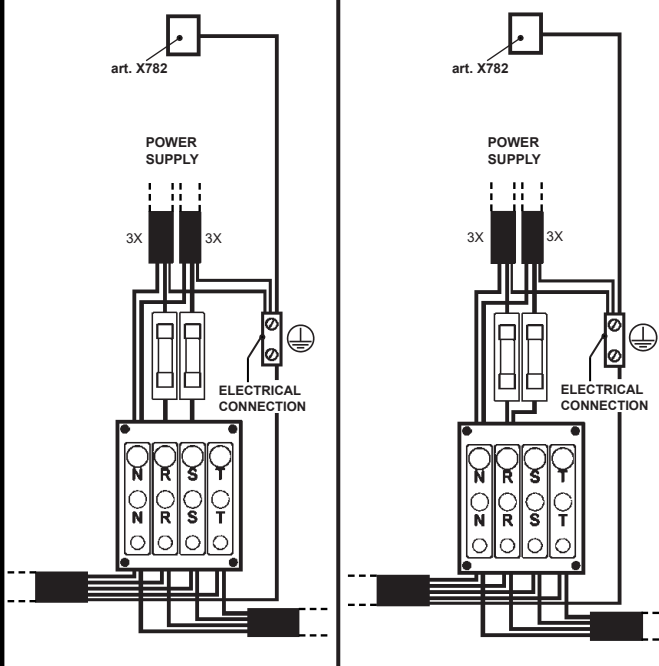 art. X782
POWER
SUPPLY
3X 3X
ELECTRICAL
CONNECTION
N R S T
N R S T
art. X782
POWER
SUPPLY
3X 3X
ELECTRICAL
CONNECTION
N R S T
N R S T